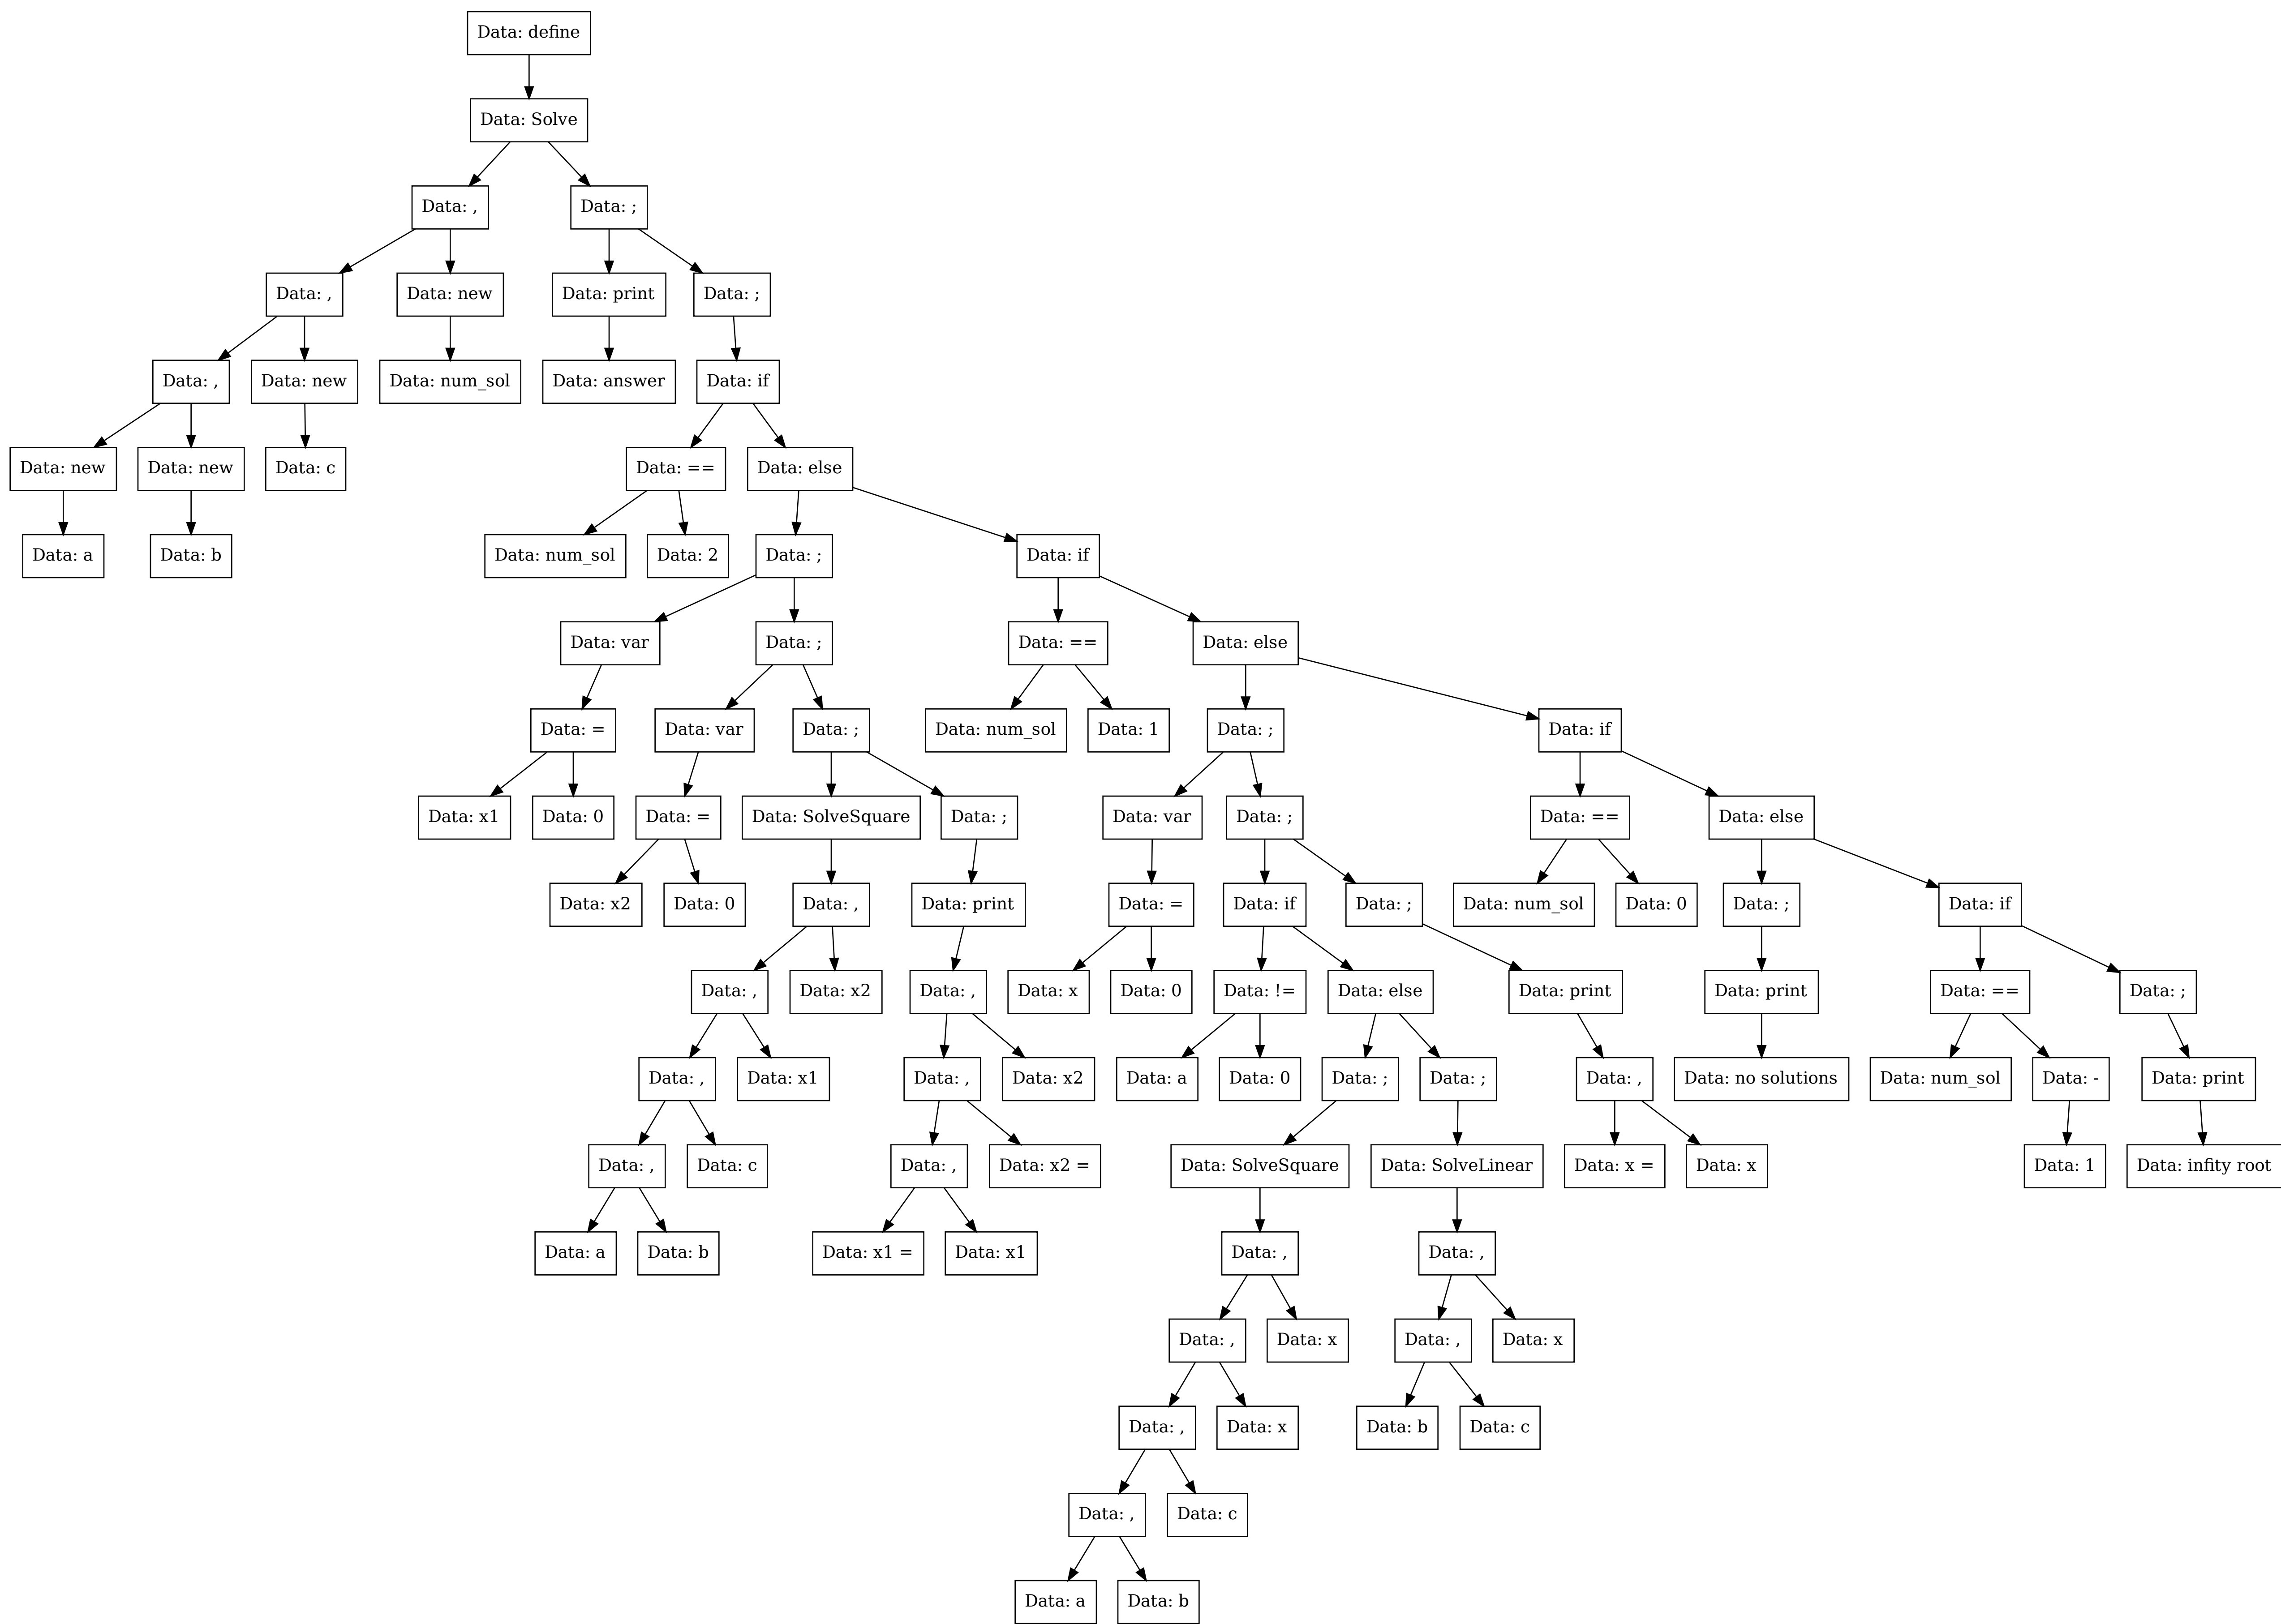 Data: define
Data: Solve
Data: ,
Data: ;
Data: ,
Data: new
Data: print
Data: ;
Data: ,
Data: new
Data: num_sol
Data: answer
Data: if
Data: new
Data: new
Data: c
Data: ==
Data: else
Data: a
Data: b
Data: num_sol
Data: 2
Data: ;
Data: if
Data: var
Data: ;
Data: ==
Data: else
Data: =
Data: var
Data: ;
Data: num_sol
Data: 1
Data: ;
Data: if
Data: x1
Data: 0
Data: =
Data: SolveSquare
Data: ;
Data: var
Data: ;
Data: ==
Data: else
Data: x2
Data: 0
Data: ,
Data: print
Data: =
Data: if
Data: ;
Data: num_sol
Data: 0
Data: ;
Data: if
Data: ,
Data: x2
Data: ,
Data: x
Data: 0
Data: !=
Data: else
Data: print
Data: print
Data: ==
Data: ;
Data: ,
Data: x1
Data: ,
Data: x2
Data: a
Data: 0
Data: ;
Data: ;
Data: ,
Data: no solutions
Data: num_sol
Data: -
Data: print
Data: ,
Data: c
Data: ,
Data: x2 =
Data: SolveSquare
Data: SolveLinear
Data: x =
Data: x
Data: 1
Data: infity root
Data: a
Data: b
Data: x1 =
Data: x1
Data: ,
Data: ,
Data: ,
Data: x
Data: ,
Data: x
Data: ,
Data: x
Data: b
Data: c
Data: ,
Data: c
Data: a
Data: b